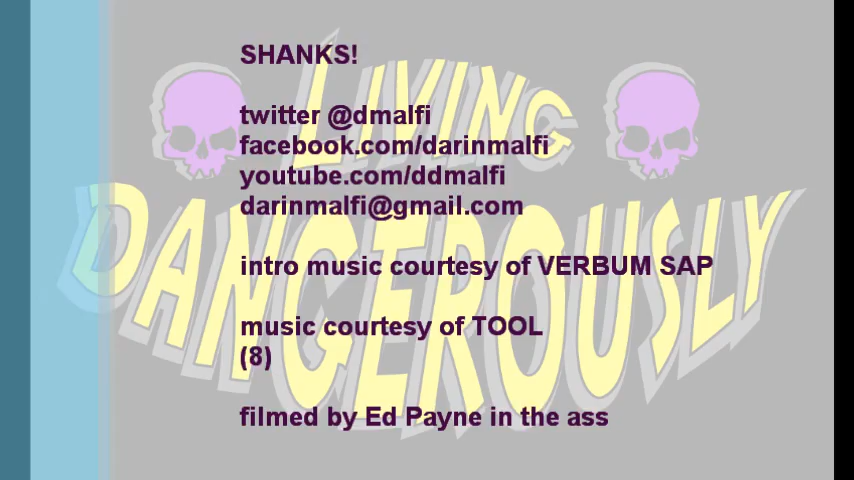 SHANKS!
LIVING
twitter @dmalfi
facebook.com/darinmalfi
youtube.com/ddmalfi
darinmalfi@gmail.com
DANGEROUSLY
intro music courtesy of VERBUM SAP
music courtesy of TOOL
(8)
filmed by Ed Payne in the ass